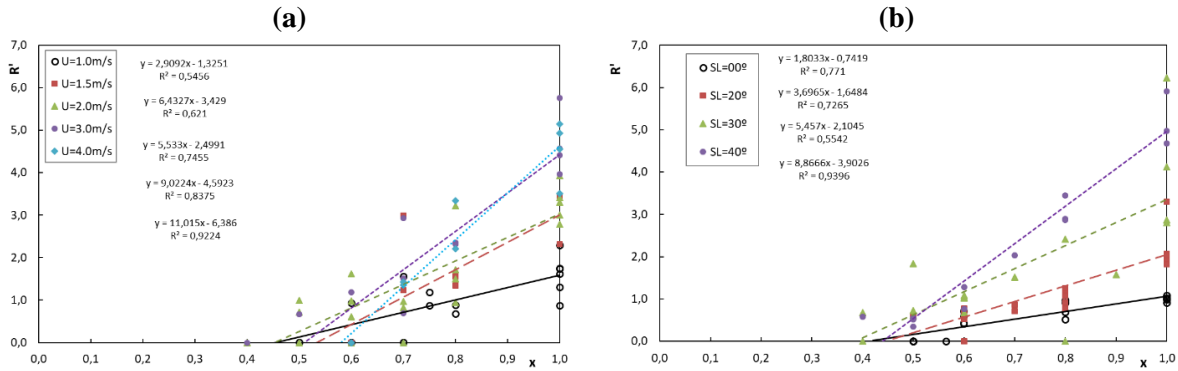 (a)
7,0
R'
6,0
5,0
4,0
3,0
2,0
1,0
0,0
U=1.0m/s
U=1.5m/s
U=2.0m/s
U=3.0m/s
U=4.0m/s
y = 2,9092x - 1,3251
R² = 0,5456
y = 6,4327x - 3,429
R² = 0,621
y = 5,533x - 2,4991
R² = 0,7455
y = 9,0224x - 4,5923
R² = 0,8375
y = 11,015x - 6,386
R² = 0,9224
0,0 0,1 0,2 0,3 0,4 0,5 0,6 0,7 0,8 0,9 1,0
x
(b)
7,0
R'
6,0
5,0
4,0
3,0
2,0
1,0
0,0
SL=00º
SL=20º
SL=30º
SL=40º
y = 1,8033x - 0,7419
R² = 0,771
y = 3,6965x - 1,6484
R² = 0,7265
y = 5,457x - 2,1045
R² = 0,5542
y = 8,8666x - 3,9026
R² = 0,9396
0,0 0,1 0,2 0,3 0,4 0,5 0,6 0,7 0,8 0,9 1,0
x